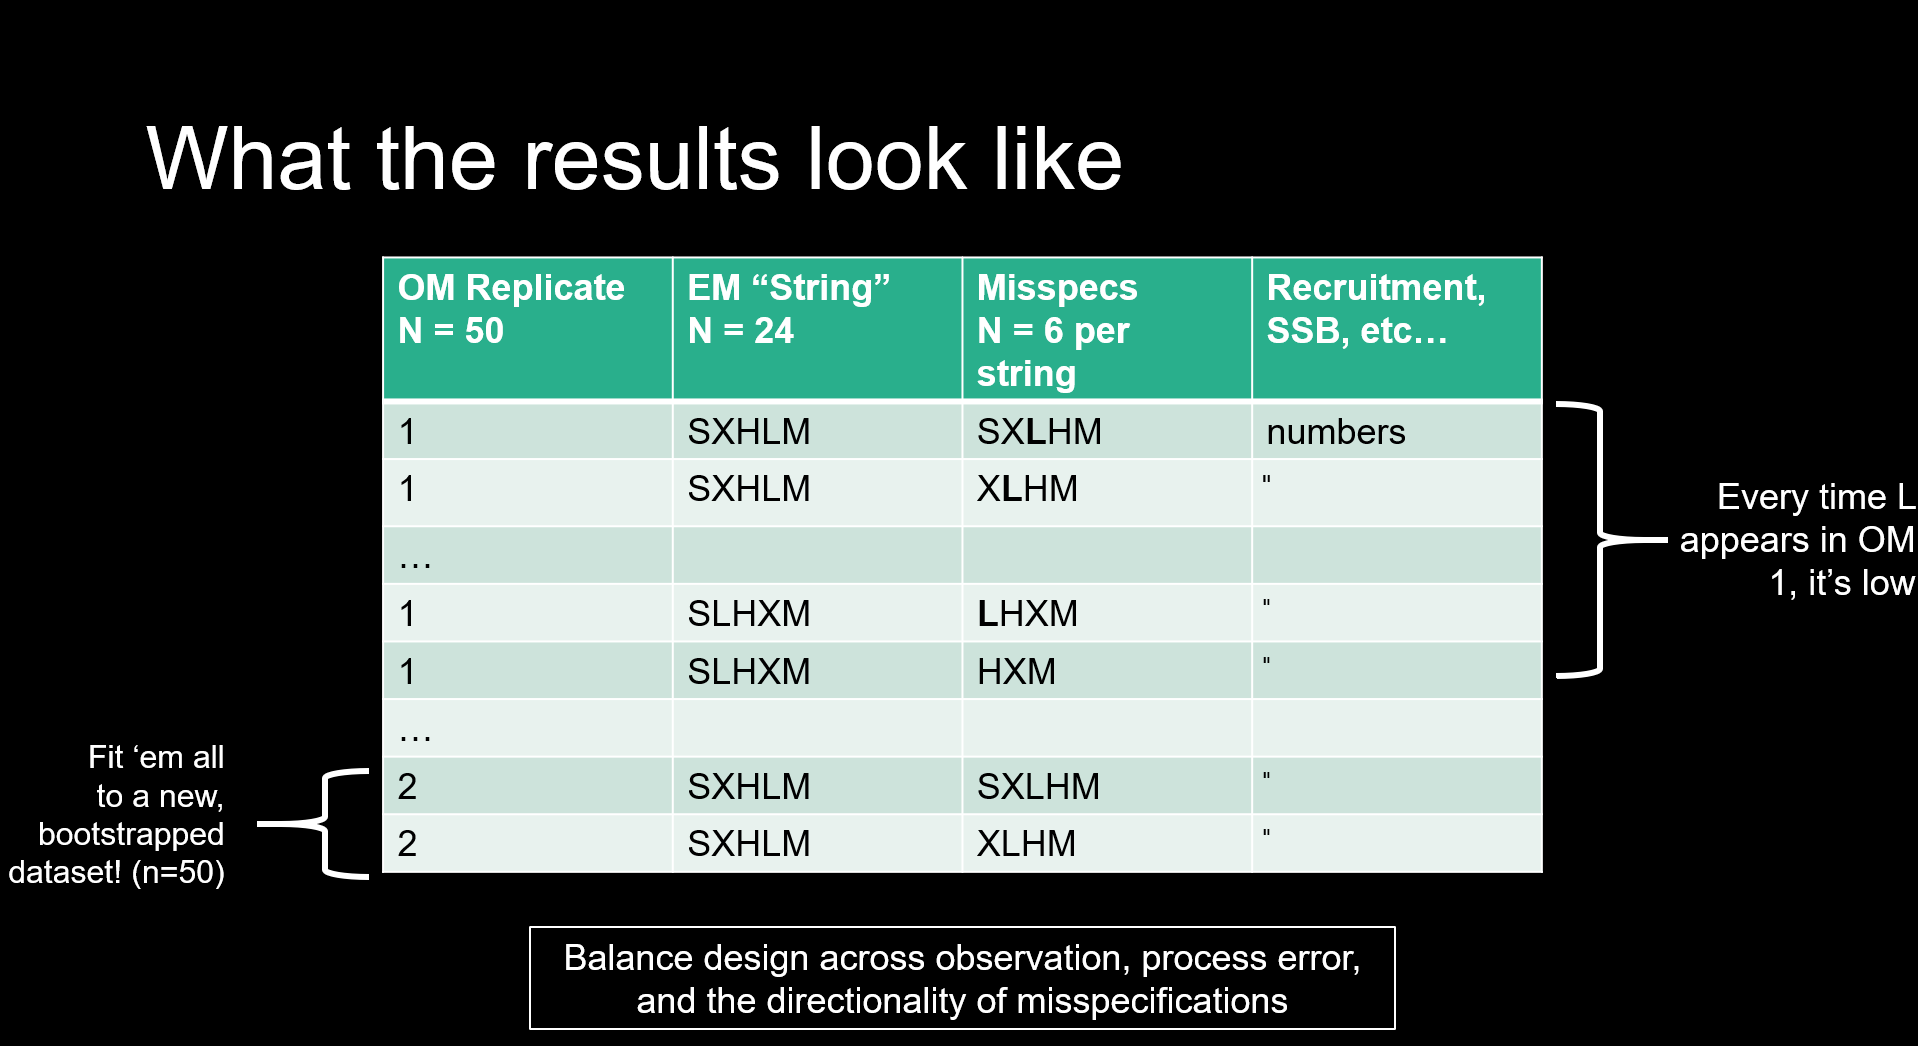 What the results look like
OM Replicate
N = 50
EM “String”
N = 24
Misspecs
N = 6 per
string
Recruitment,
SSB, etc…
1
SXHLM
SXLHM
numbers
1
SXHLM
XLHM
"
…
1
SLHXM
LHXM
"
1
SLHXM
HXM
"
…
2
SXHLM
SXLHM
"
2
SXHLM
XLHM
"
Every time L
appears in OM
1, it’s low
Fit ‘em all
to a new,
bootstrapped
dataset! (n=50)
Balance design across observation, process error,
and the directionality of misspecifications